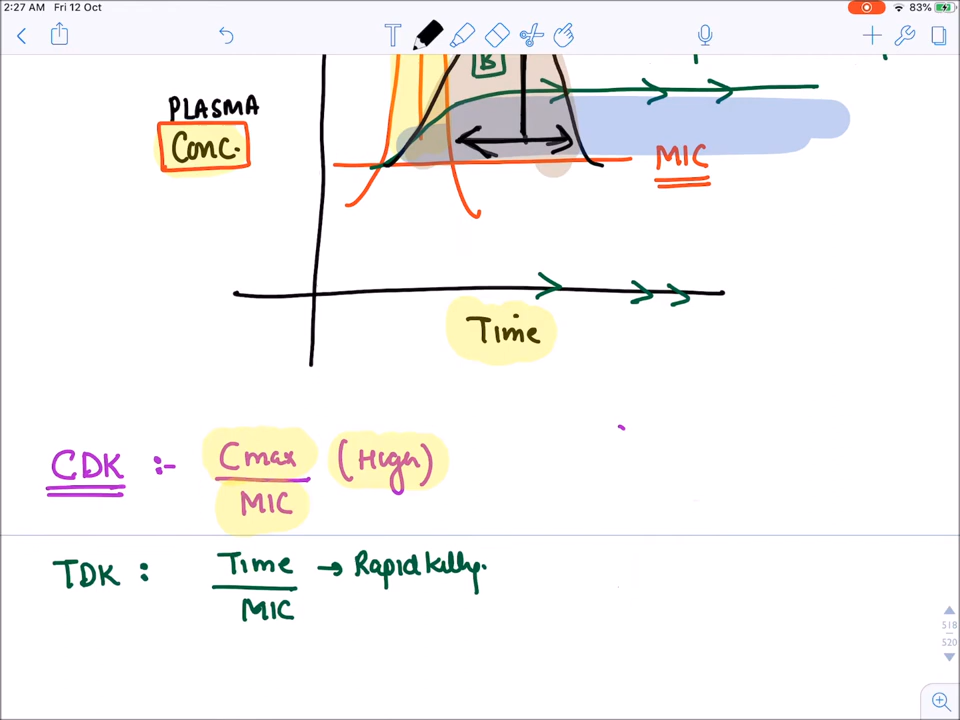 2:27 AM Fri 12 Oct
83%
T
B
PLASMA
Conc.
MIC
Time
CDK :- Cmax (High)
MIC
TDK : Time → Rapid killg.
MIC
518
520